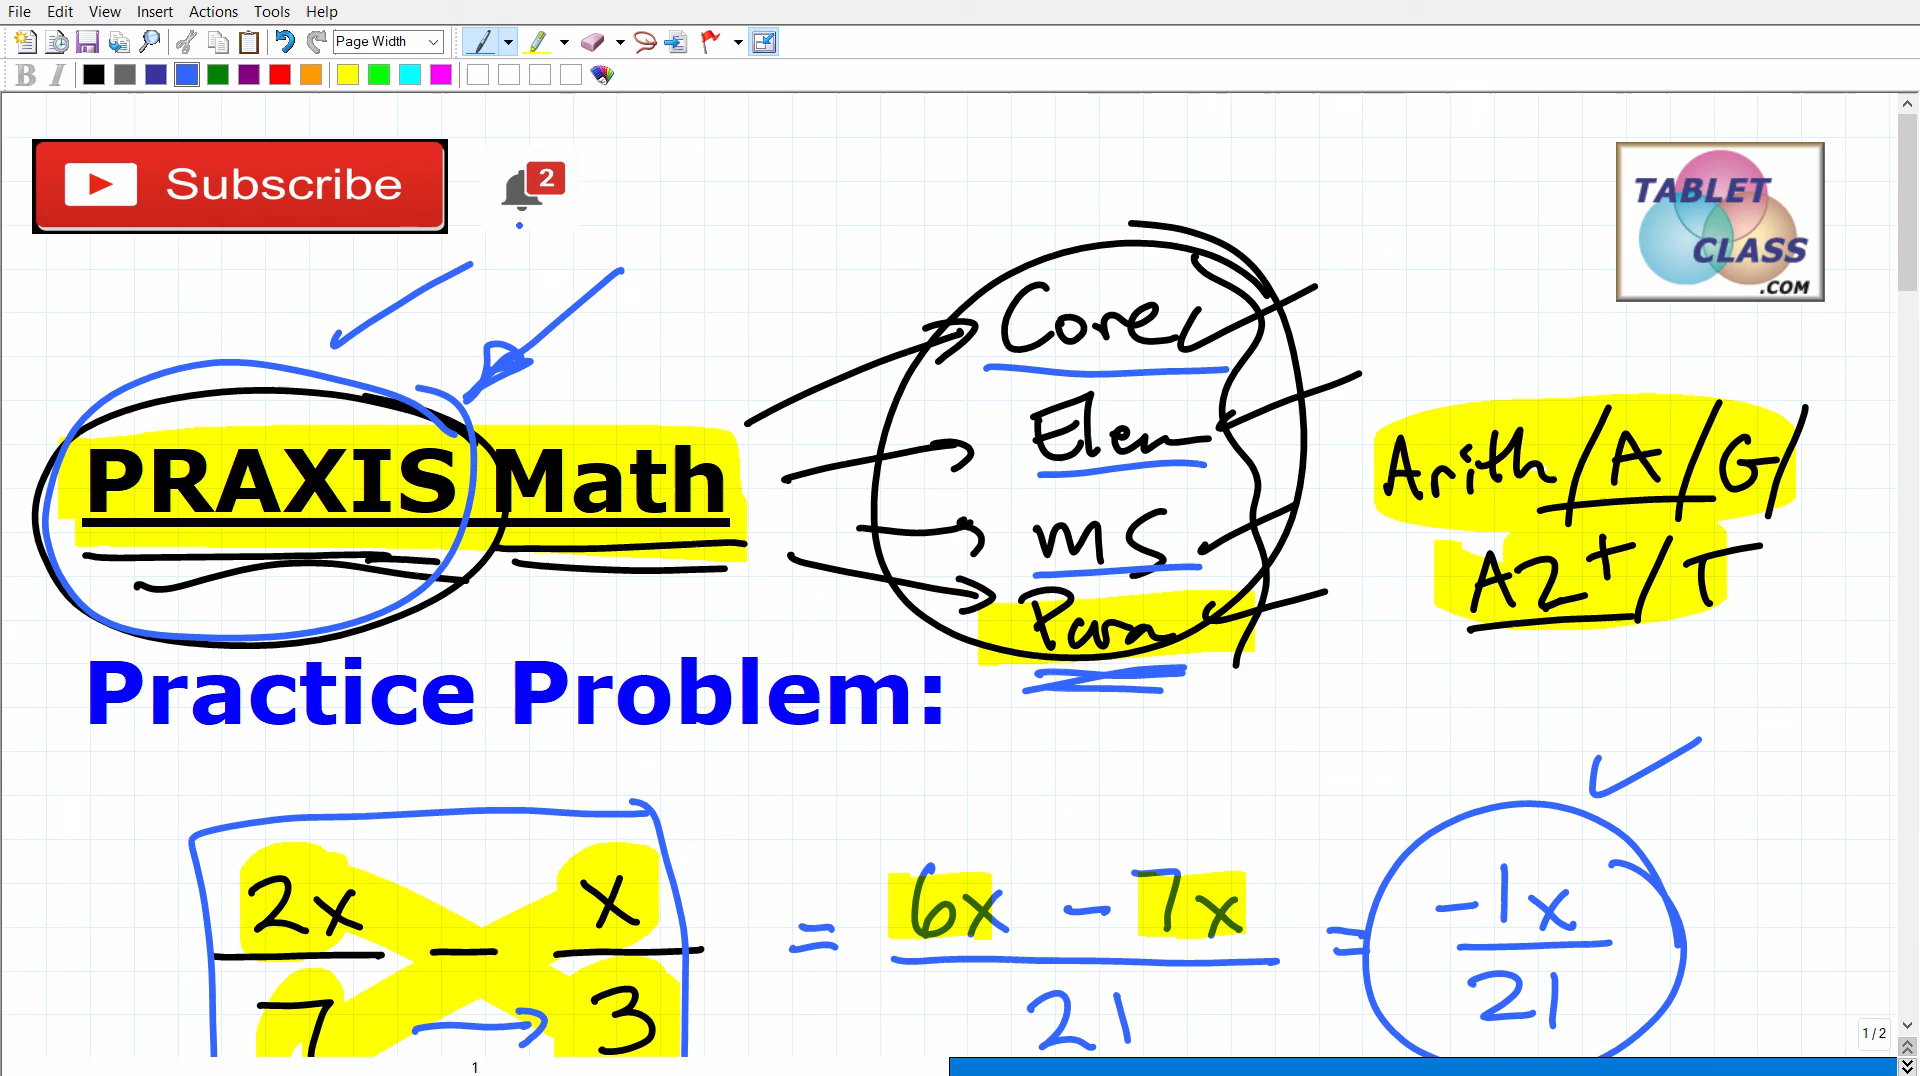 File Edit View Insert Actions Tools Help
Page Width
B I
Subscribe
2
TABLET
CLASS
.COM
Core
Elem
PRAXIS Math
Arith/A/G/
MS
A2+/T
Para
Practice Problem:
2x/7 — x/3 = 6x - 7x/21 = -1x/21
1 / 2
1